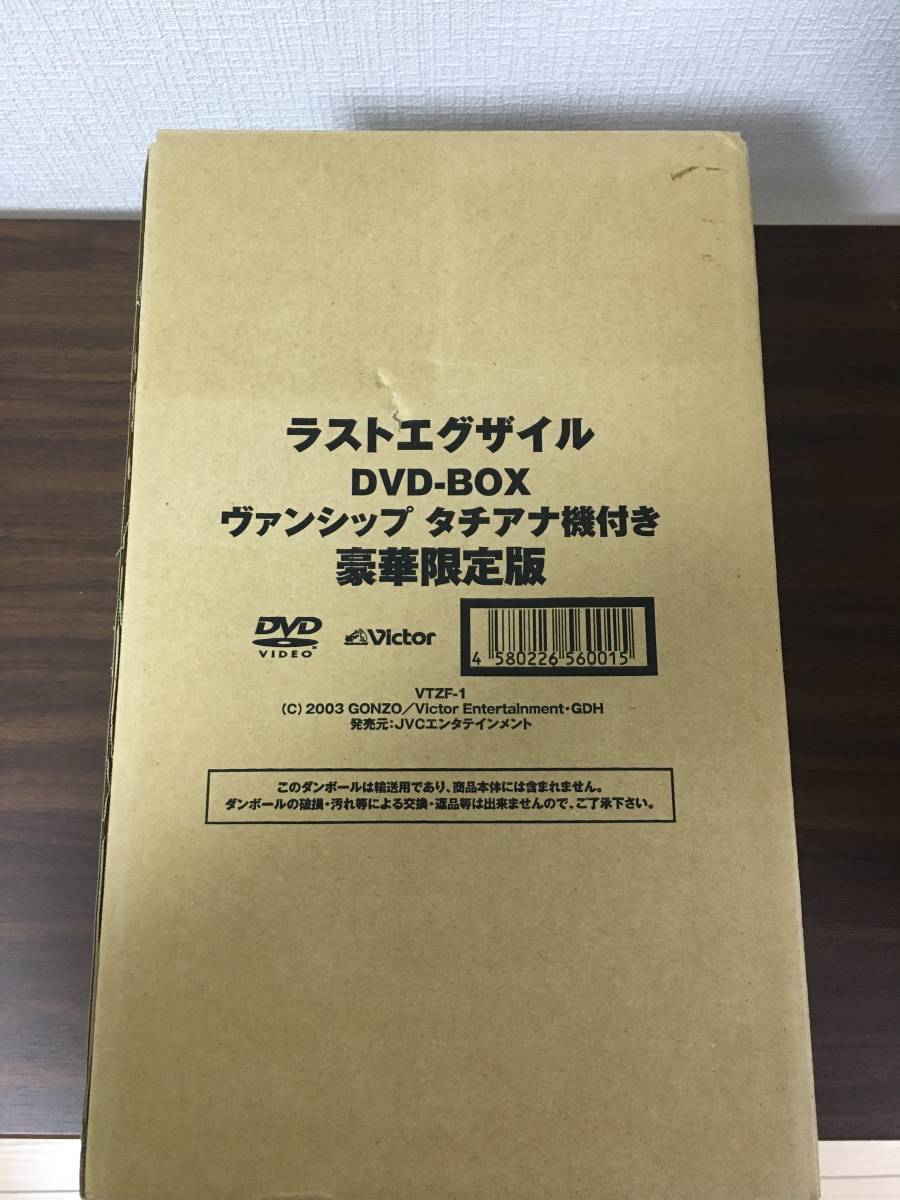 ラストエグザイル
DVD-BOX
ヴァンシップ タチアナ機付き
豪華限定版
DVD
VIDEO
Victor
4 580226 560015
VTZF-1
(C) 2003 GONZO／Victor Entertainment・GDH
発売元：JVCエンタテインメント
このダンボールは輸送用であり、商品本体には含まれません。
ダンボールの破損・汚れ等による交換・返品等は出来ませんので、ご了承下さい。